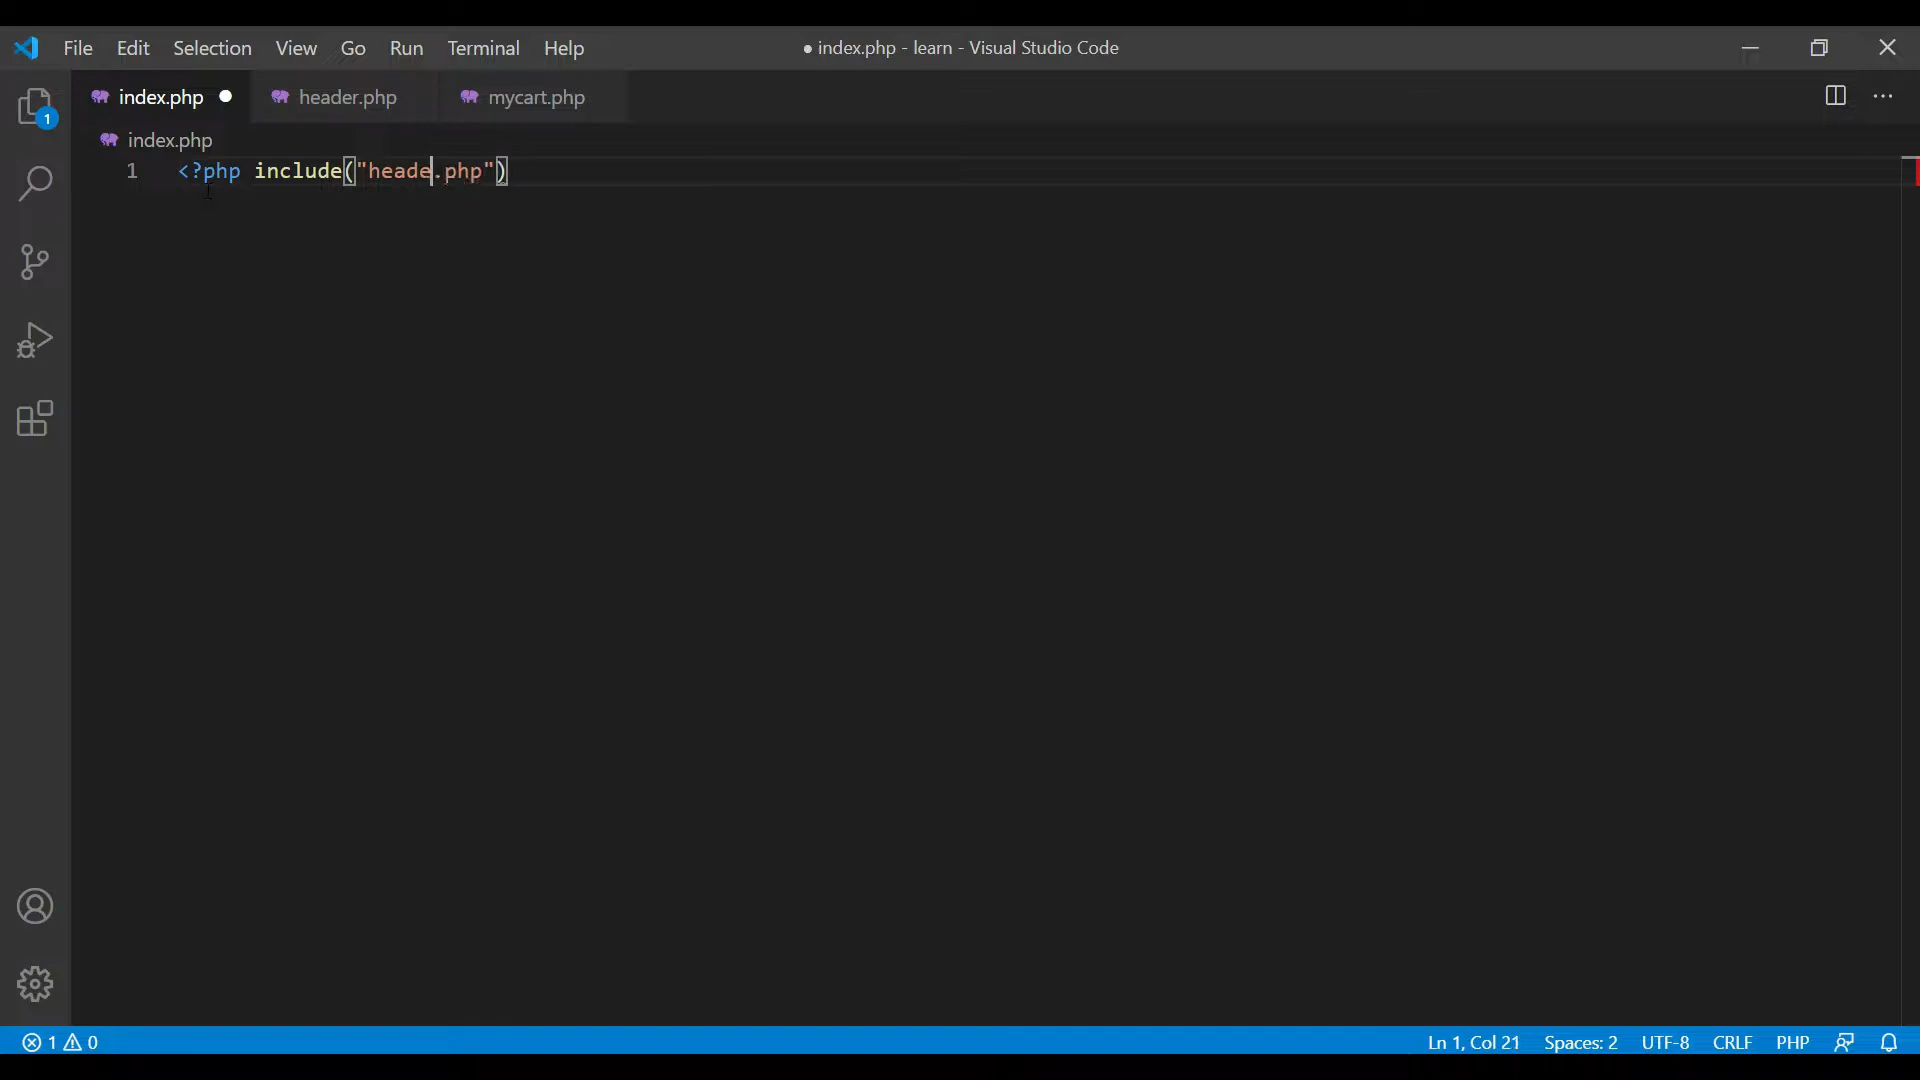 File Edit Selection View Go Run Terminal Help ● index.php - learn - Visual Studio Code
index.php ● header.php mycart.php
1
index.php
1 <?php include("heade.php")
1 0 Ln 1, Col 21 Spaces: 2 UTF-8 CRLF PHP